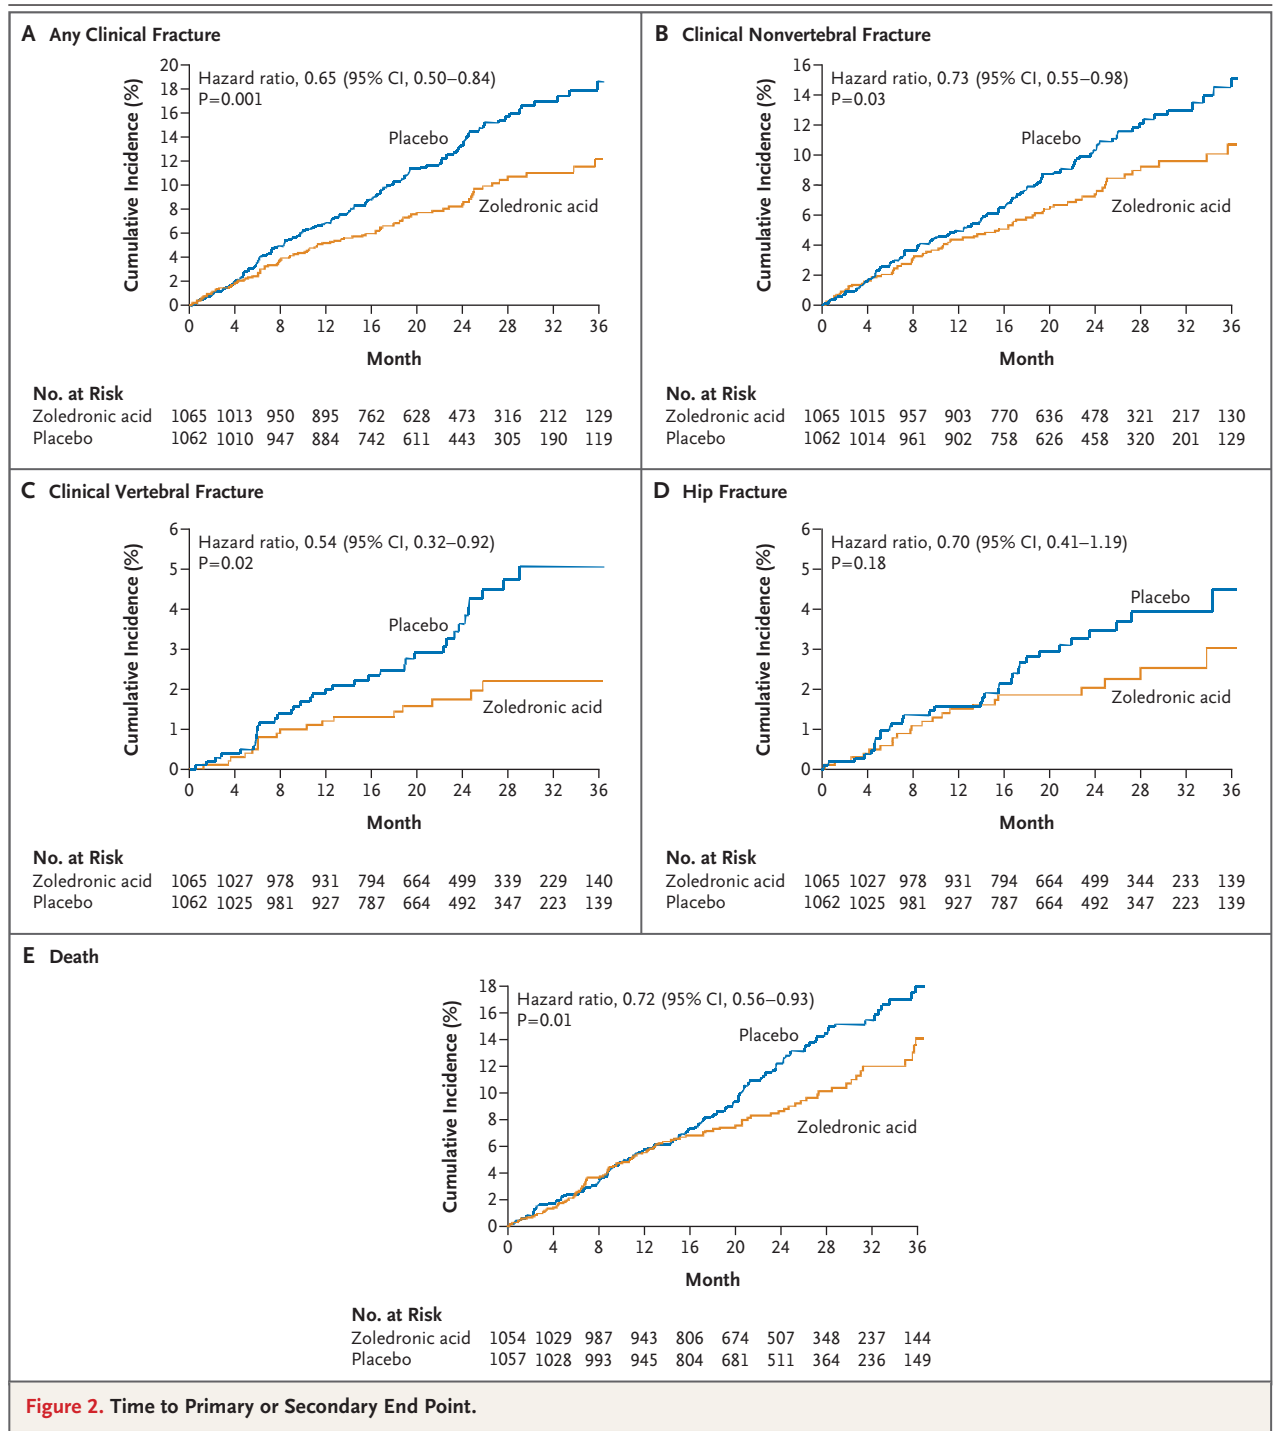 A Any Clinical Fracture
Cumulative Incidence (%)
20
18
16
14
12
10
8
6
4
2
0
Hazard ratio, 0.65 (95% CI, 0.50–0.84)
P=0.001
Placebo
Zoledronic acid
0 4 8 12 16 20 24 28 32 36
Month
No. at Risk
Zoledronic acid 1065 1013 950 895 762 628 473 316 212 129
Placebo 1062 1010 947 884 742 611 443 305 190 119
B Clinical Nonvertebral Fracture
Cumulative Incidence (%)
16
14
12
10
8
6
4
2
0
Hazard ratio, 0.73 (95% CI, 0.55–0.98)
P=0.03
Placebo
Zoledronic acid
0 4 8 12 16 20 24 28 32 36
Month
No. at Risk
Zoledronic acid 1065 1015 957 903 770 636 478 321 217 130
Placebo 1062 1014 961 902 758 626 458 320 201 129
C Clinical Vertebral Fracture
Cumulative Incidence (%)
6
5
4
3
2
1
0
Hazard ratio, 0.54 (95% CI, 0.32–0.92)
P=0.02
Placebo
Zoledronic acid
0 4 8 12 16 20 24 28 32 36
Month
No. at Risk
Zoledronic acid 1065 1027 978 931 794 664 499 339 229 140
Placebo 1062 1025 981 927 787 664 492 347 223 139
D Hip Fracture
Cumulative Incidence (%)
6
5
4
3
2
1
0
Hazard ratio, 0.70 (95% CI, 0.41–1.19)
P=0.18
Placebo
Zoledronic acid
0 4 8 12 16 20 24 28 32 36
Month
No. at Risk
Zoledronic acid 1065 1027 978 931 794 664 499 344 233 139
Placebo 1062 1025 981 927 787 664 492 347 223 139
E Death
Cumulative Incidence (%)
18
16
14
12
10
8
6
4
2
0
Hazard ratio, 0.72 (95% CI, 0.56–0.93)
P=0.01
Placebo
Zoledronic acid
0 4 8 12 16 20 24 28 32 36
Month
No. at Risk
Zoledronic acid 1054 1029 987 943 806 674 507 348 237 144
Placebo 1057 1028 993 945 804 681 511 364 236 149
Figure 2. Time to Primary or Secondary End Point.